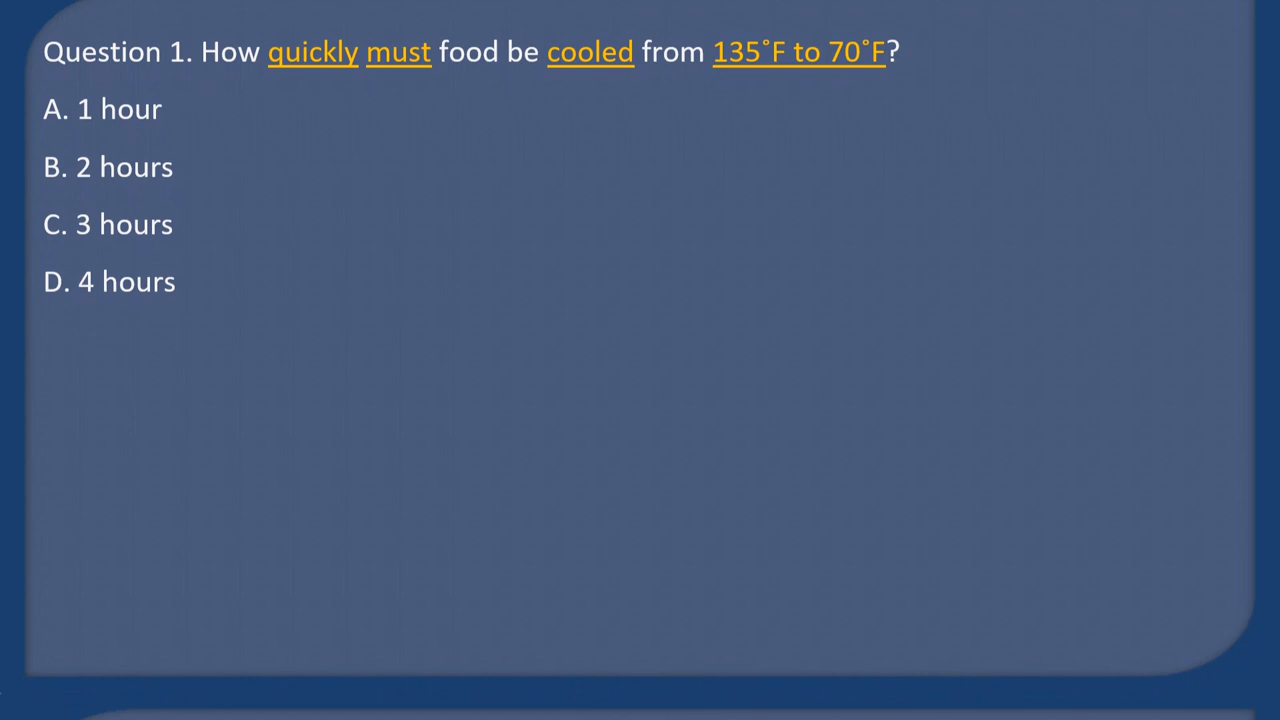 Question 1. How quickly must food be cooled from 135˚F to 70˚F?
A. 1 hour
B. 2 hours
C. 3 hours
D. 4 hours